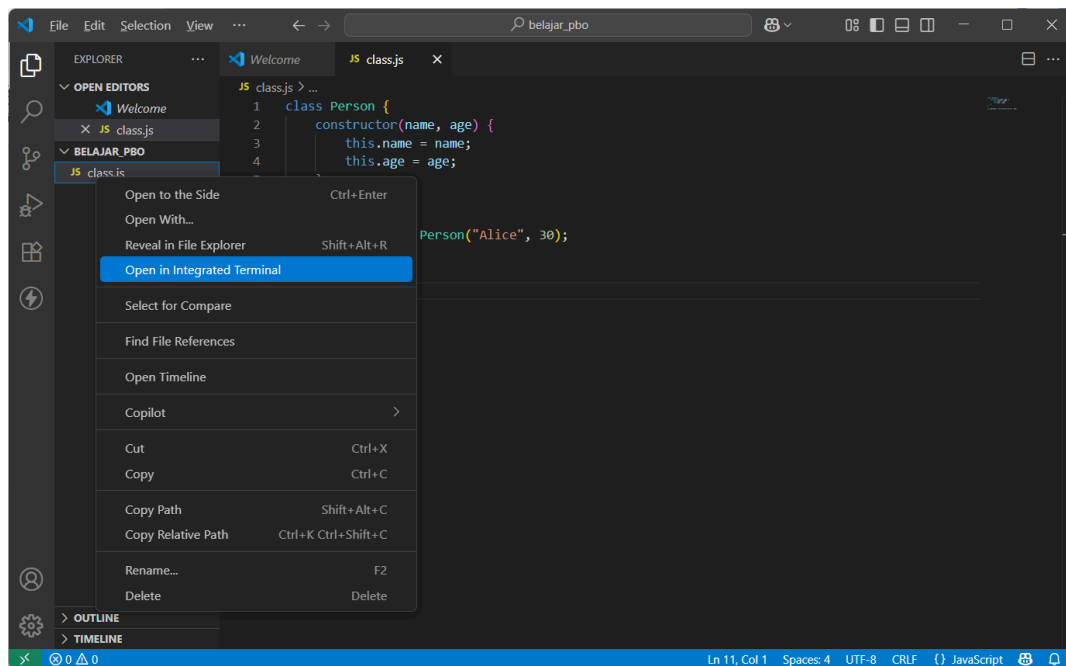 File Edit Selection View ··· belajar_pbo
EXPLORER ···
OPEN EDITORS
Welcome
JS class.js
BELAJAR_PBO
JS class.js
Welcome JS class.js
JS class.js > ...
1 class Person {
2 constructor(name, age) {
3 this.name = name;
4 this.age = age;
Person("Alice", 30);
Open to the Side Ctrl+Enter
Open With...
Reveal in File Explorer Shift+Alt+R
Open in Integrated Terminal
Select for Compare
Find File References
Open Timeline
Copilot
Cut Ctrl+X
Copy Ctrl+C
Copy Path Shift+Alt+C
Copy Relative Path Ctrl+K Ctrl+Shift+C
Rename... F2
Delete Delete
OUTLINE
TIMELINE
0 0 Ln 11, Col 1 Spaces: 4 UTF-8 CRLF {} JavaScript